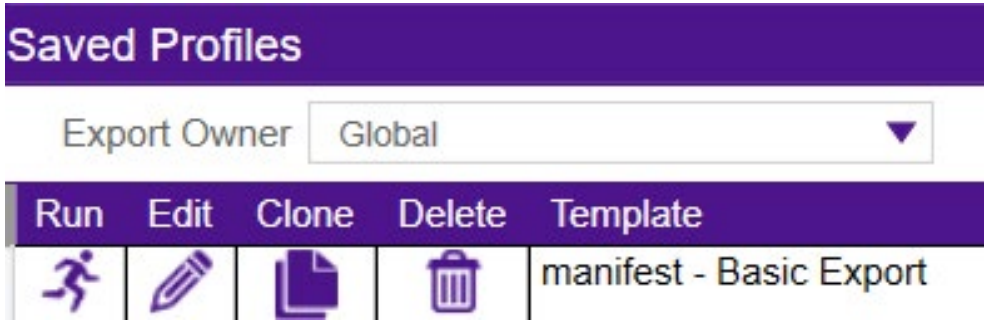 Saved Profiles
Export Owner Global
Run Edit Clone Delete Template
manifest - Basic Export